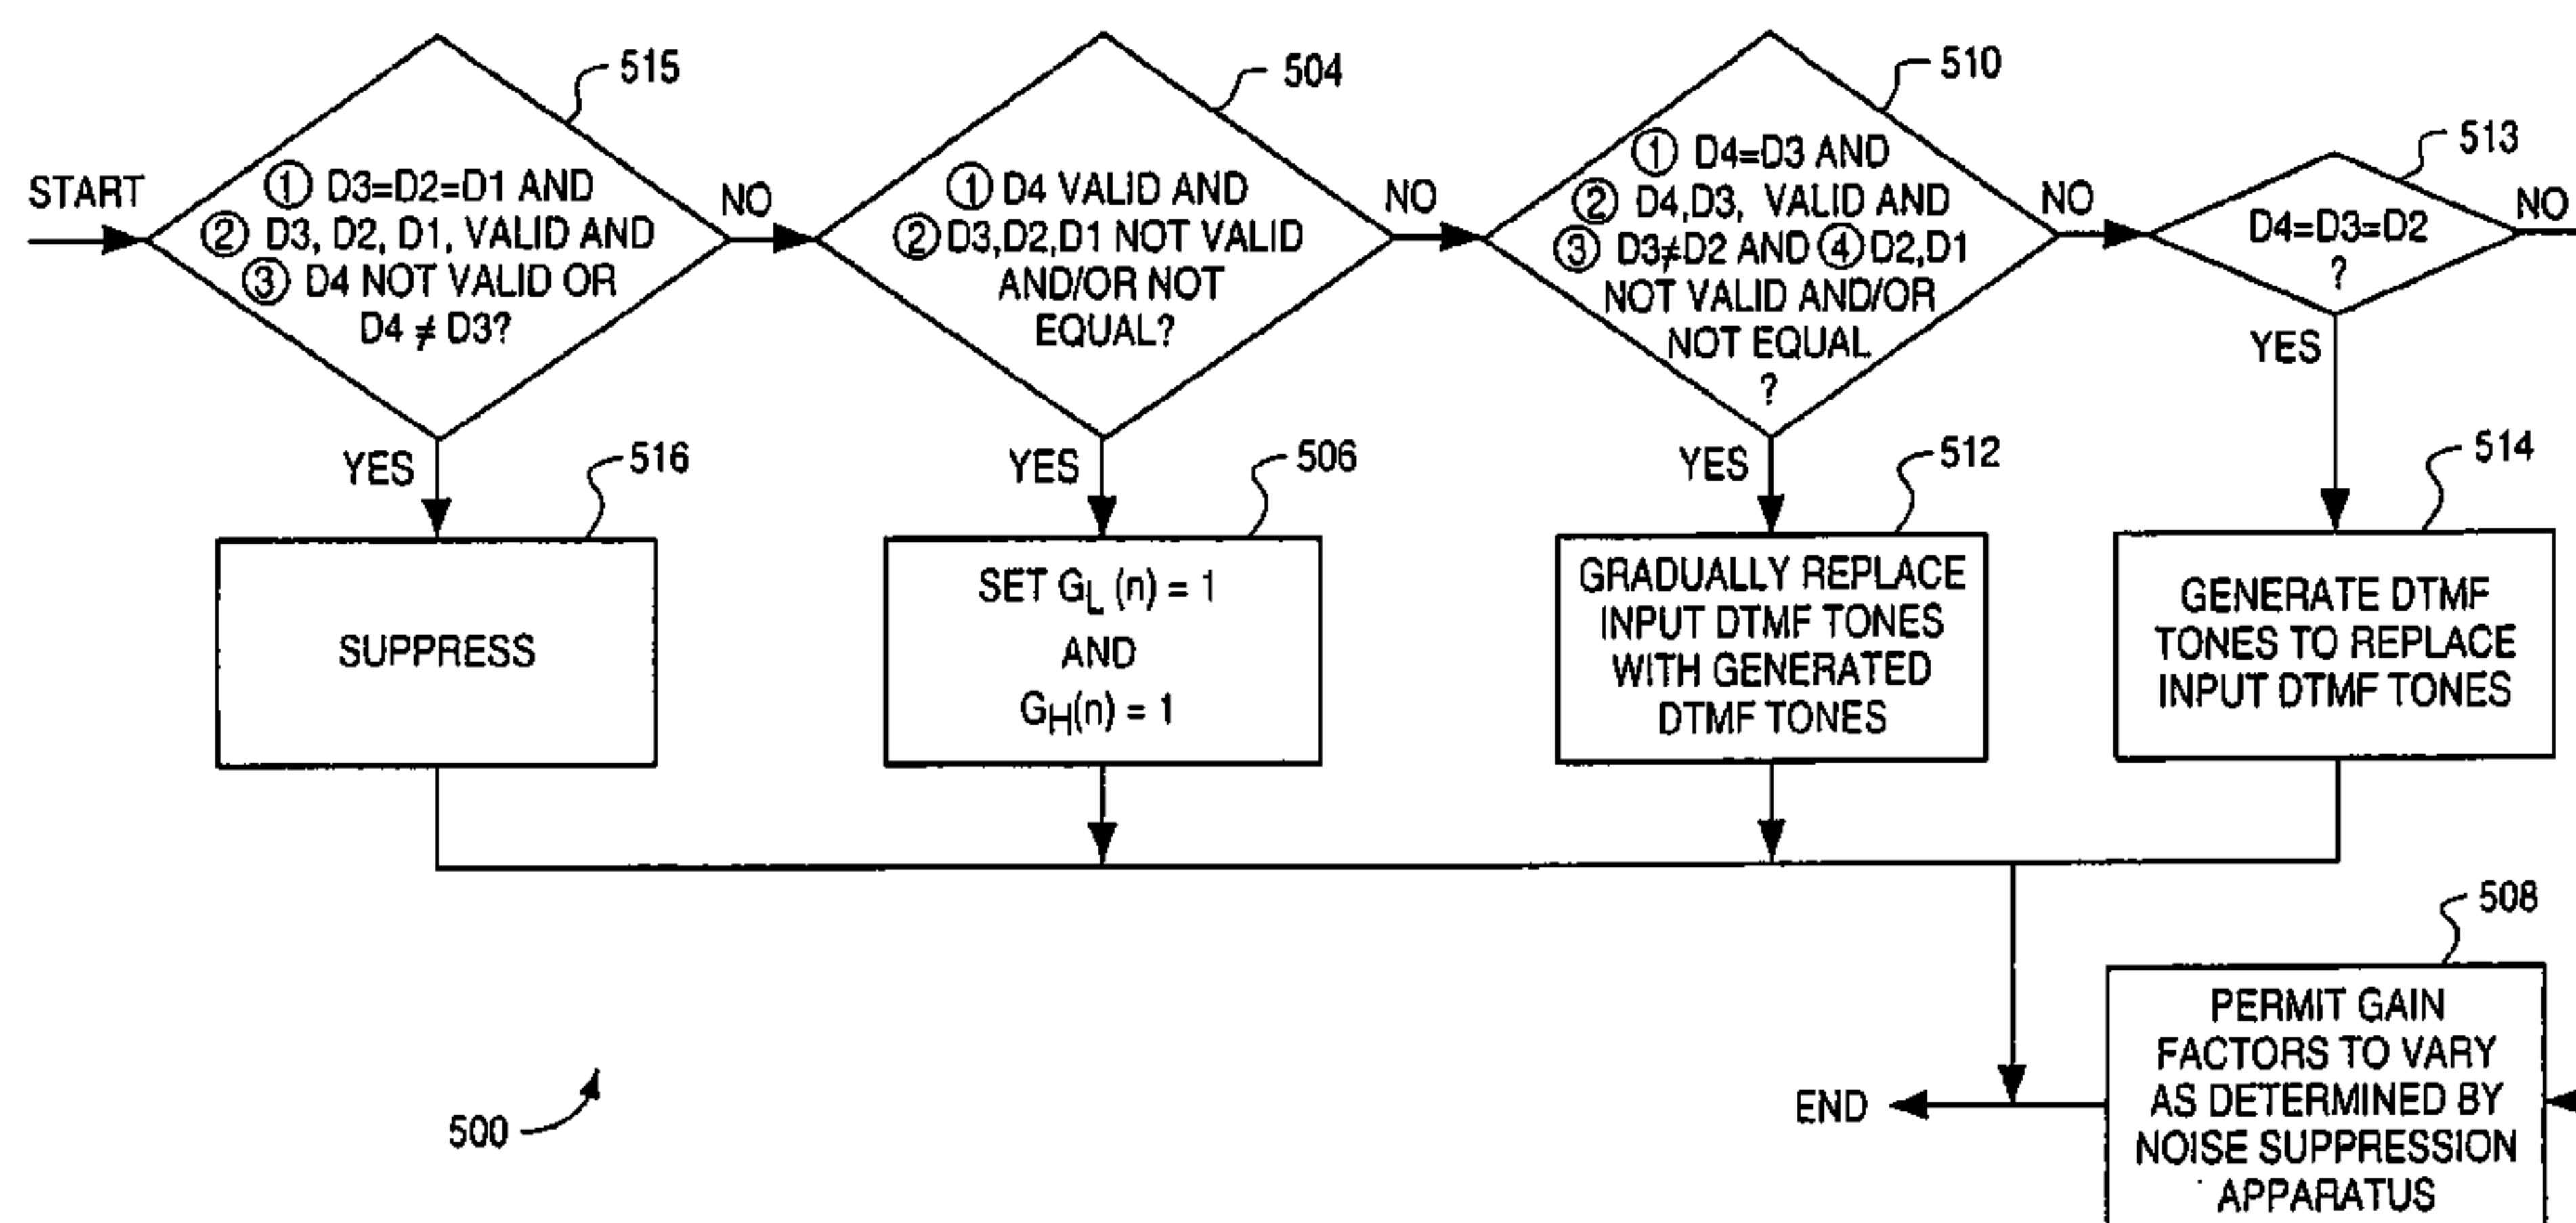 START
515
① D3=D2=D1 AND
② D3, D2, D1, VALID AND
③ D4 NOT VALID OR
D4 ≠ D3?
NO
YES
516
SUPPRESS
504
① D4 VALID AND
② D3,D2,D1 NOT VALID
AND/OR NOT
EQUAL?
NO
YES
506
SET GL (n) = 1
AND
GH(n) = 1
510
① D4=D3 AND
② D4,D3, VALID AND
③ D3≠D2 AND ④ D2,D1
NOT VALID AND/OR
NOT EQUAL
?
NO
YES
512
GRADUALLY REPLACE
INPUT DTMF TONES
WITH GENERATED
DTMF TONES
513
D4=D3=D2
?
NO
YES
514
GENERATE DTMF
TONES TO REPLACE
INPUT DTMF TONES
508
PERMIT GAIN
FACTORS TO VARY
AS DETERMINED BY
NOISE SUPPRESSION
APPARATUS
END
500